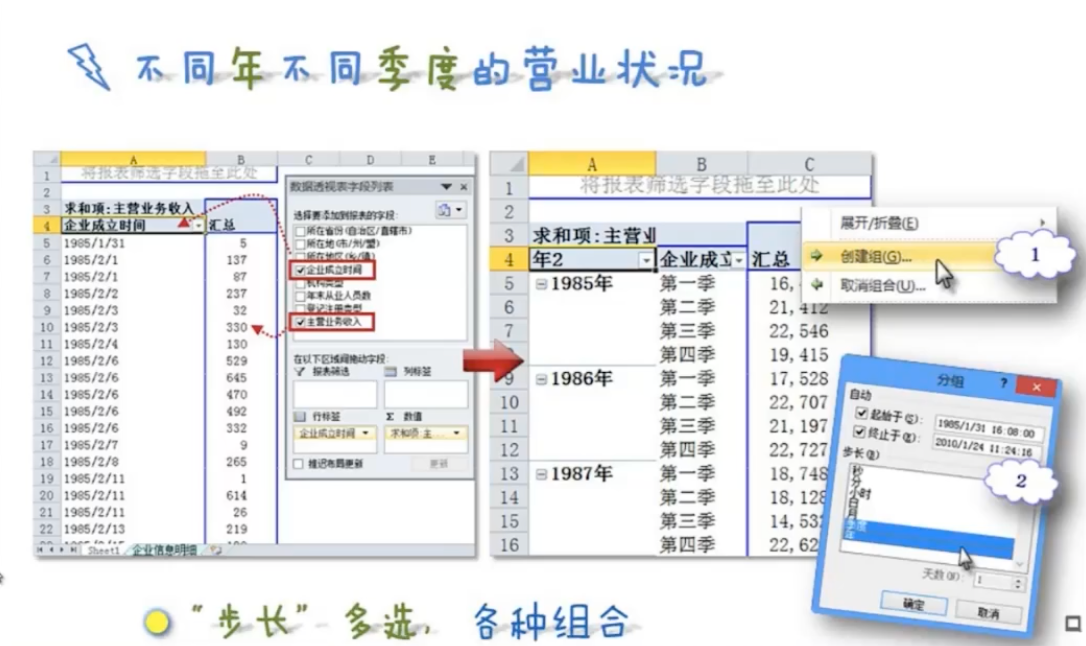 不同年不同季度的营业状况
A B C D E
1 将报表筛选字段拖至此处
2
3 求和项:主营业务收入
4 企业成立时间 汇总
5 1985/1/31 5
6 1985/2/1 137
7 1985/2/1 87
8 1985/2/2 237
9 1985/2/3 32
10 1985/2/3 330
11 1985/2/4 130
12 1985/2/6 529
13 1985/2/6 645
14 1985/2/6 470
15 1985/2/6 492
16 1985/2/6 332
17 1985/2/7 9
18 1985/2/8 265
19 1985/2/11 1
20 1985/2/11 614
21 1985/2/11 26
22 1985/2/13 219
Sheet1 企业信息明细
数据透视表字段列表
选择要添加到报表的字段:
所在省份(自治区/直辖市)
所在地(市/州/盟)
所在地区(乡/镇)
企业成立时间
机构类型
年末从业人员数
登记注册类型
主营业务收入
在以下区域间拖动字段:
报表筛选 列标签
行标签 Σ 数值
企业成立时间 求和项:主...
推迟布局更新 更新
A B C
1 将报表筛选字段拖至此处
2
3 求和项:主营业
4 年2 企业成立 汇总
5 1985年 第一季 16,
6 第二季 21,412
7 第三季 22,546
第四季 19,415
9 1986年 第一季 17,528
10 第二季 22,707
11 第三季 21,197
12 第四季 22,727
13 1987年 第一季 18,748
14 第二季 18,128
15 第三季 14,532
16 第四季 22,62
展开/折叠(E)
创建组(G)...
取消组合(U)...
1
分组 ?
自动
起始于(S): 1985/1/31 16:08:00
终止于(E): 2010/1/24 11:24:16
步长(B)
秒
分
小时
日
月
季度
年
2
天数(N): 1
确定 取消
“步长”多选, 各种组合